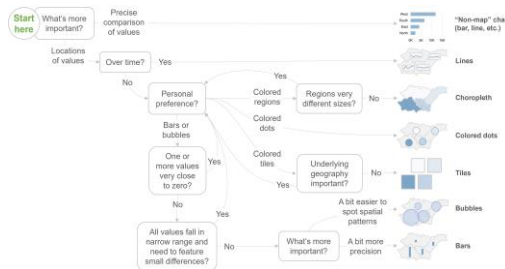 Start
here
What's more
important?
Precise
comparison
of values
"Non-map" cha
(bar, line, etc.)
Locations
of values
Over time?
Yes
Lines
No
Personal
preference?
Colored
regions
Yes
Regions very
different sizes?
No
Choropleth
Colored
dots
Colored dots
Bars or
bubbles
Colored
tiles
One or
more values
very close
to zero?
Yes
Yes
Underlying
geography
important?
No
Tiles
No
Yes
A bit easier to
spot spatial
patterns
Bubbles
All values fall in
narrow range and
need to feature
small differences?
No
What's more
important?
A bit more
precision
Bars